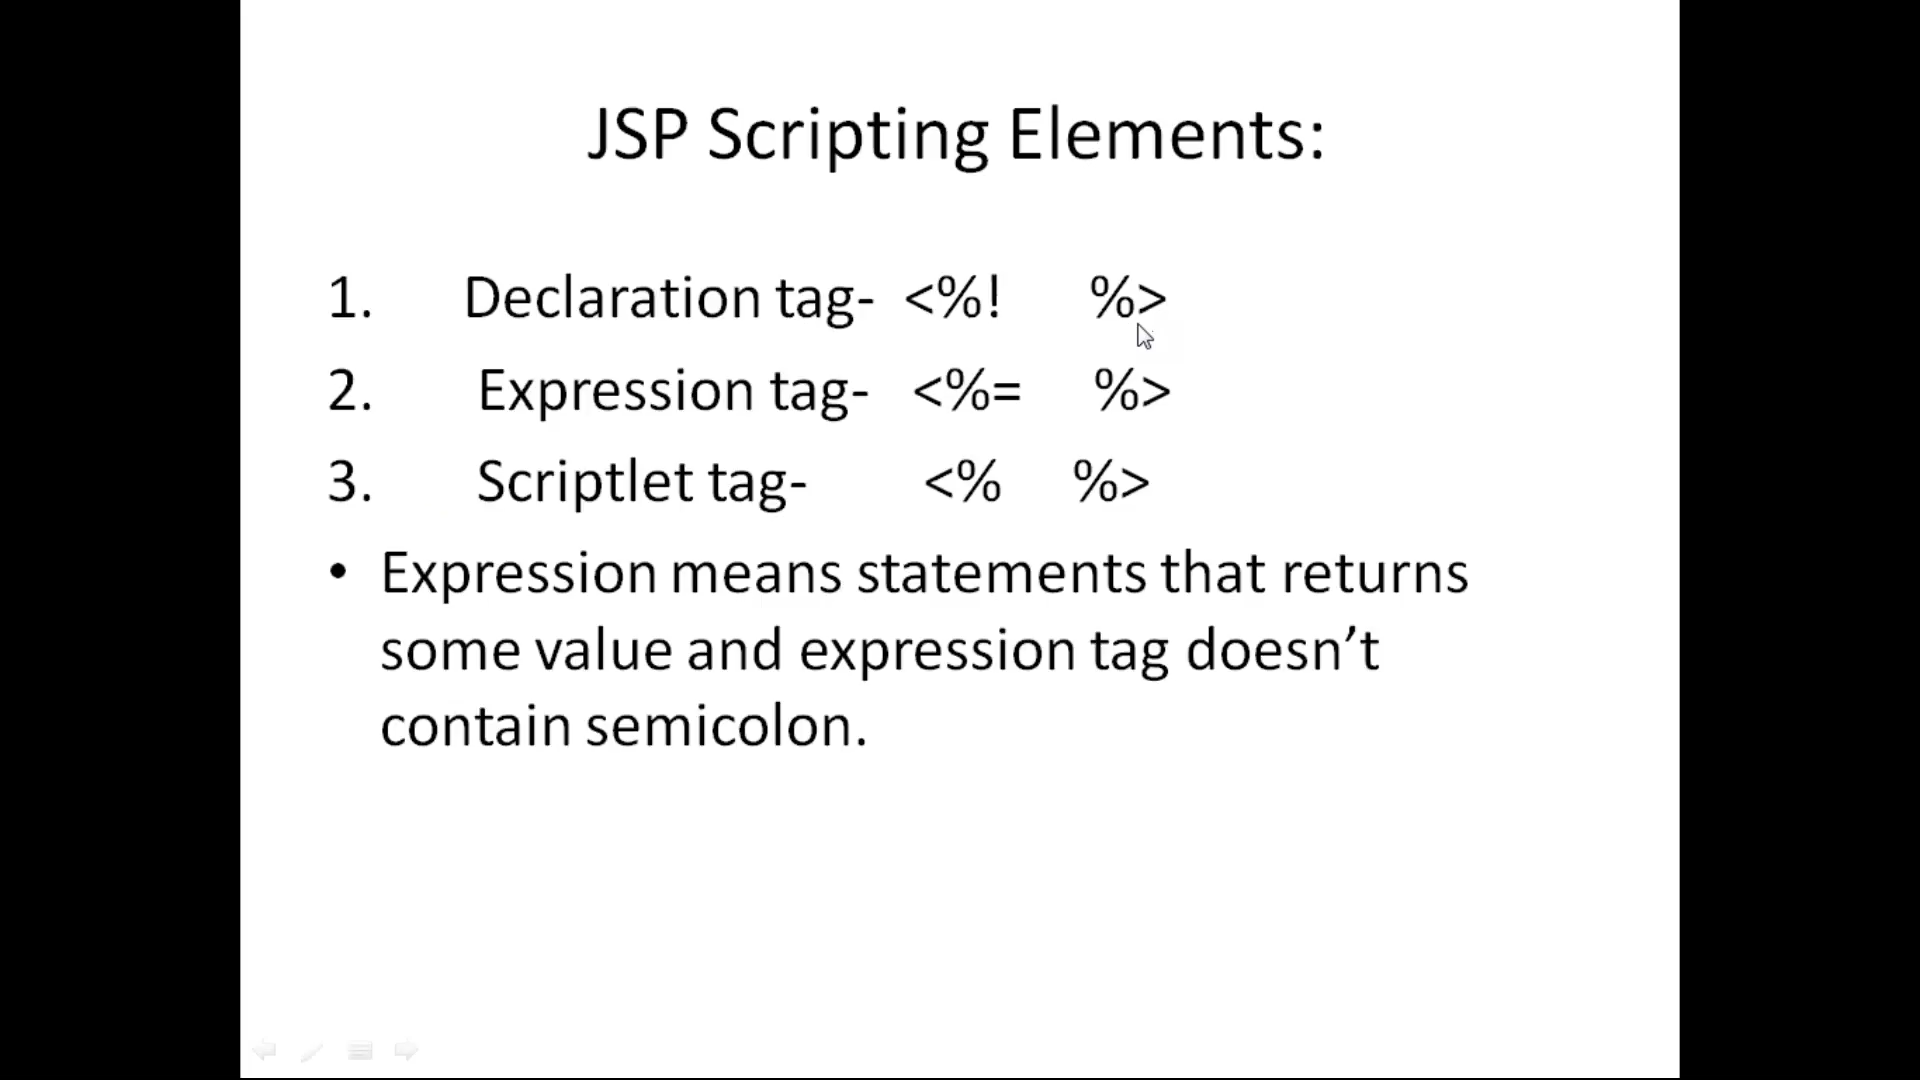 JSP Scripting Elements:
1. Declaration tag- <%! %>
2. Expression tag- <%= %>
3. Scriptlet tag- <% %>
• Expression means statements that returns
some value and expression tag doesn’t
contain semicolon.